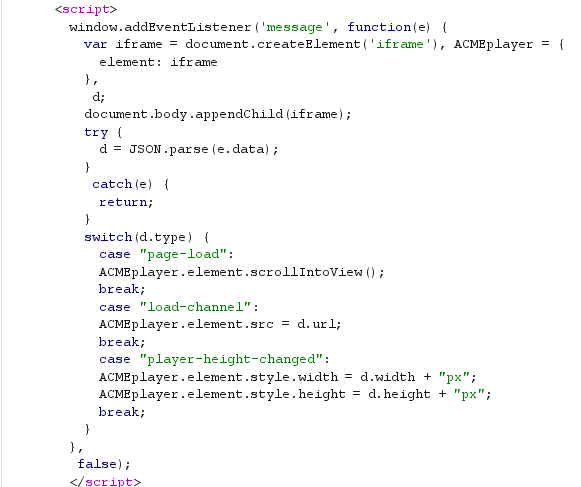 <script>
window.addEventListener('message', function(e) {
var iframe = document.createElement('iframe'), ACMEplayer = {
element: iframe
},
d;
document.body.appendChild(iframe);
try {
d = JSON.parse(e.data);
}
catch(e) {
return;
}
switch(d.type) {
case "page-load":
ACMEplayer.element.scrollIntoView();
break;
case "load-channel":
ACMEplayer.element.src = d.url;
break;
case "player-height-changed":
ACMEplayer.element.style.width = d.width + "px";
ACMEplayer.element.style.height = d.height + "px";
break;
}
},
false);
</script>